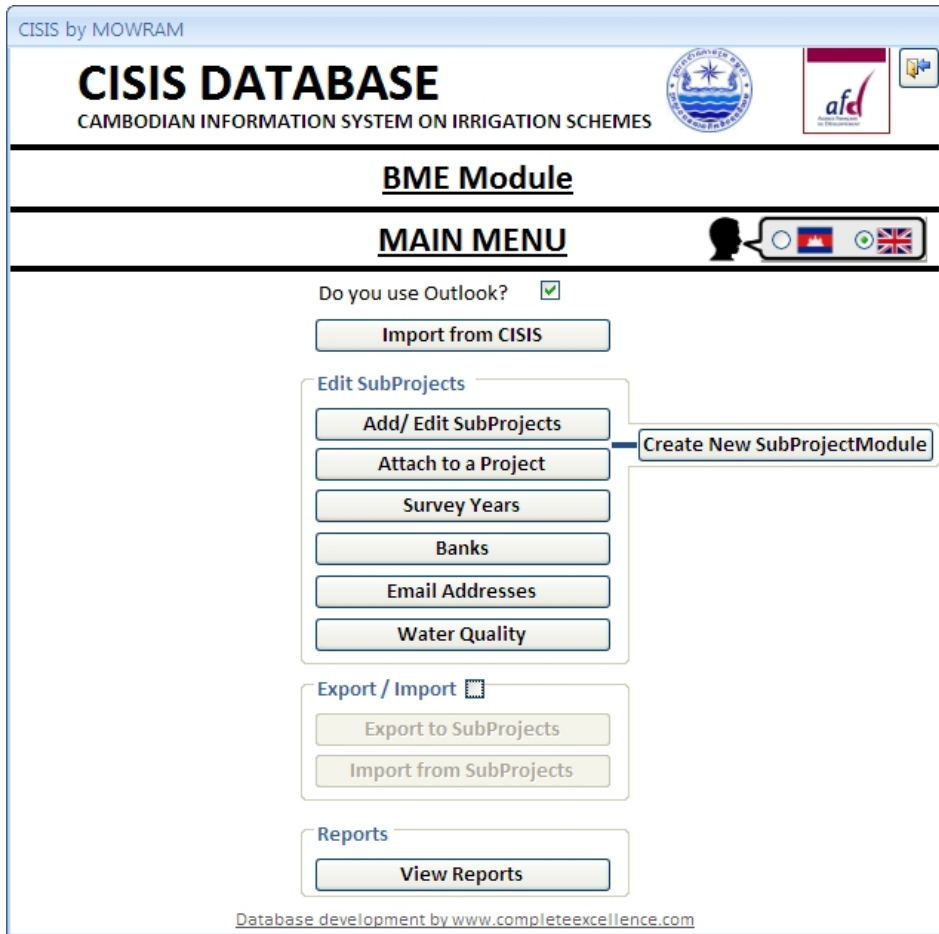 CISIS by MOWRAM
CISIS DATABASE
CAMBODIAN INFORMATION SYSTEM ON IRRIGATION SCHEMES
afd
BME Module
MAIN MENU
Do you use Outlook?
Import from CISIS
Edit SubProjects
Add/ Edit SubProjects
Create New SubProjectModule
Attach to a Project
Survey Years
Banks
Email Addresses
Water Quality
Export / Import
Export to SubProjects
Import from SubProjects
Reports
View Reports
Database development by www.completeexcellence.com